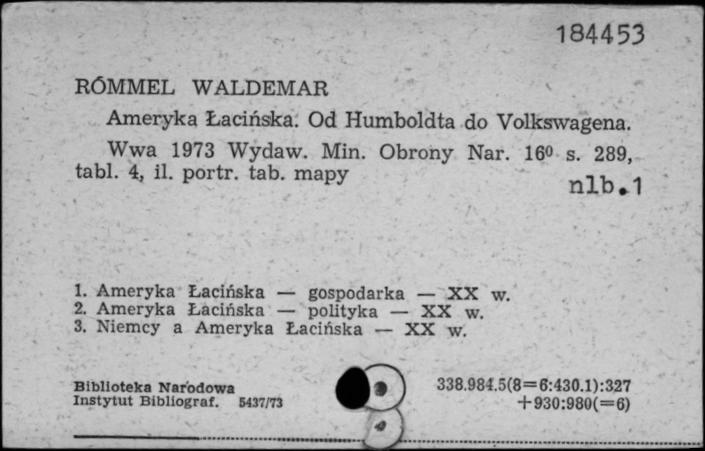 184453
RÓMMEL WALDEMAR
Ameryka Łacińska. Od Humboldta do Volkswagena.
Wwa 1973 Wydaw. Min. Obrony Nar. 16⁰ s. 289,
tabl. 4, il. portr. tab. mapy
nlb.1
1. Ameryka Łacińska — gospodarka — XX w.
2. Ameryka Łacińska — polityka — XX w.
3. Niemcy a Ameryka Łacińska — XX w.
Biblioteka Narodowa
Instytut Bibliograf. 5437/73
338.984.5(8=6:430.1):327
+930:980(=6)